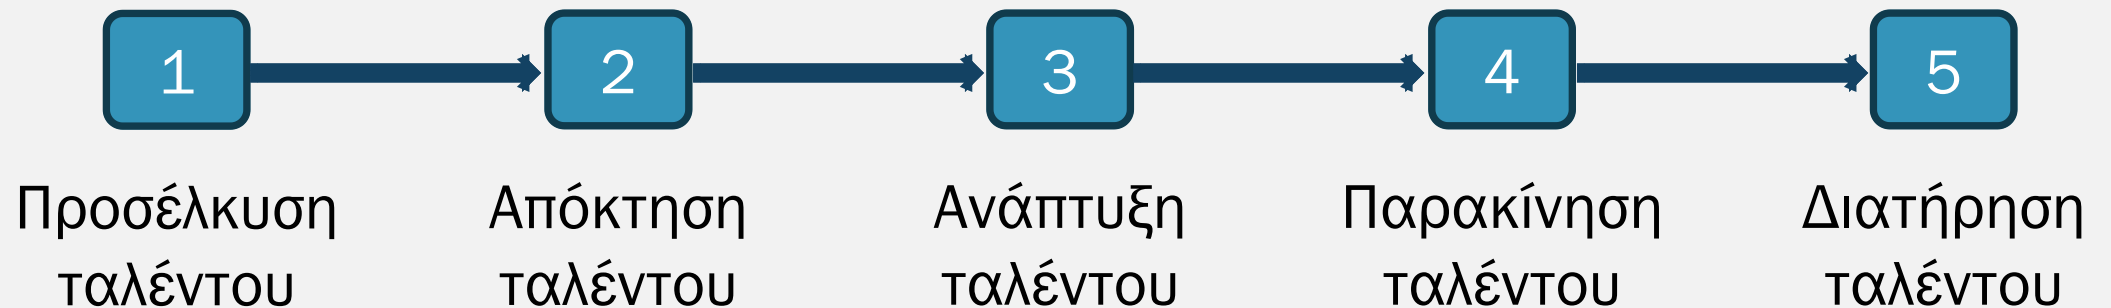 1 2 3 4 5
Προσέλκυση Απόκτηση Ανάπτυξη Παρακίνηση Διατήρηση
ταλέντου ταλέντου ταλέντου ταλέντου ταλέντου